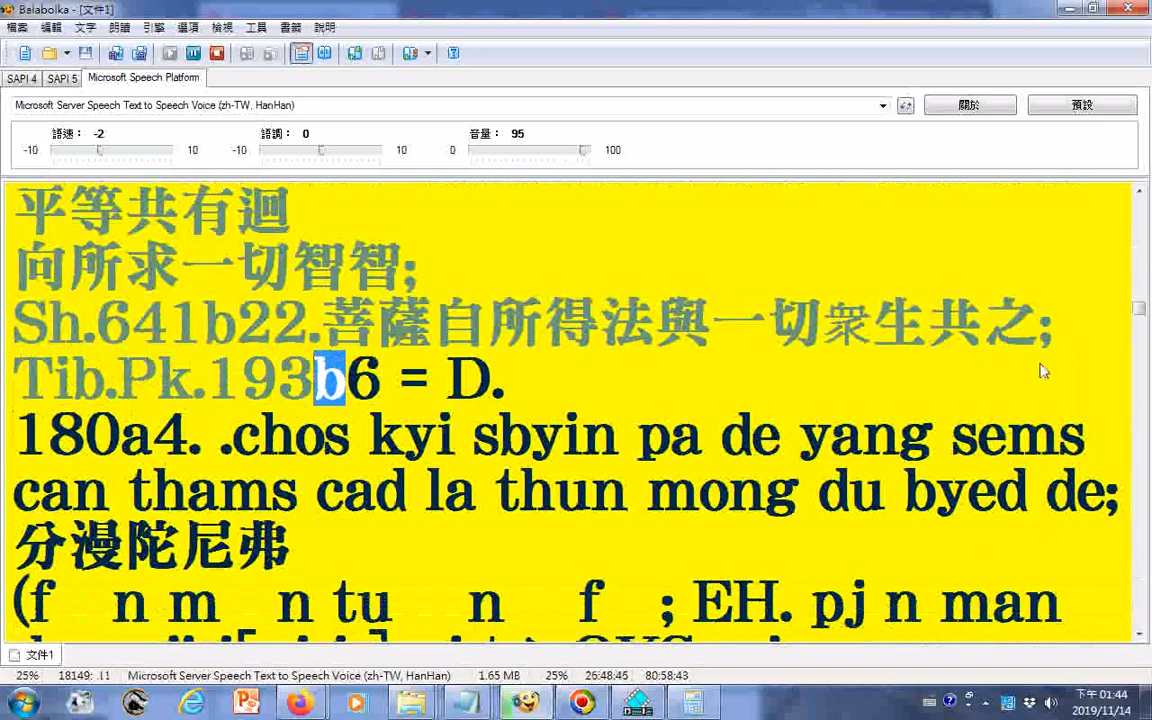 Balabolka - [文件1]
檔案 編輯 文字 朗讀 引擎 選項 檢視 工具 書籤 說明
SAPI 4 SAPI 5 Microsoft Speech Platform
Microsoft Server Speech Text to Speech Voice (zh-TW, HanHan)
關於 預設
語速: -2 語調: 0 音量: 95
-10 10 -10 10 0 100
平等共有迴
向所求一切智智;
Sh.641b22.菩薩自所得法與一切衆生共之;
Tib.Pk.193b6 = D.
180a4. .chos kyi sbyin pa de yang sems
can thams cad la thun mong du byed de;
分漫陀尼弗
(f n m n tu n f ; EH. pj n man
文件1
25% 18149: Microsoft Server Speech Text to Speech Voice (zh-TW, HanHan) 1.65 MB 25% 26:48:45 80:58:43
下午 01:44
2019/11/14